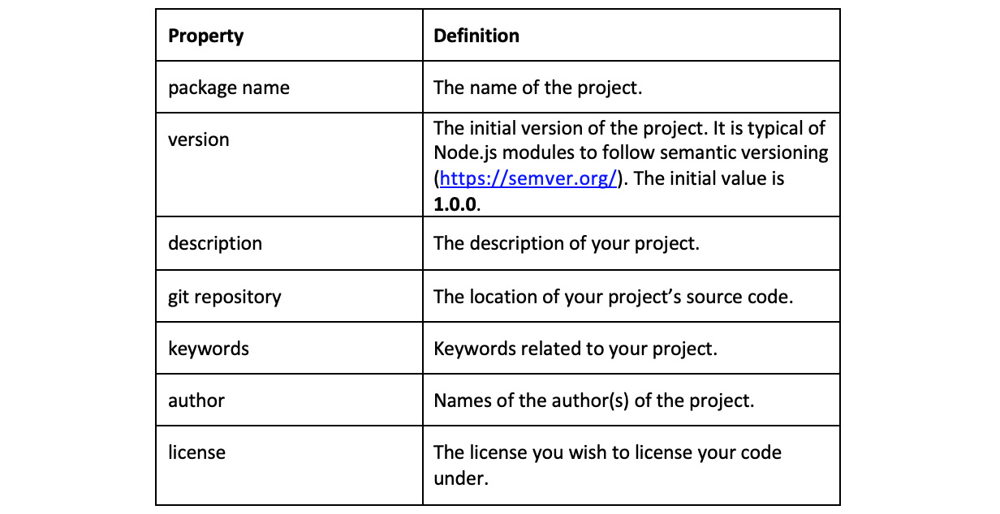 Property
Definition
package name
The name of the project.
version
The initial version of the project. It is typical of
Node.js modules to follow semantic versioning
(https://semver.org/). The initial value is
1.0.0.
description
The description of your project.
git repository
The location of your project’s source code.
keywords
Keywords related to your project.
author
Names of the author(s) of the project.
license
The license you wish to license your code
under.